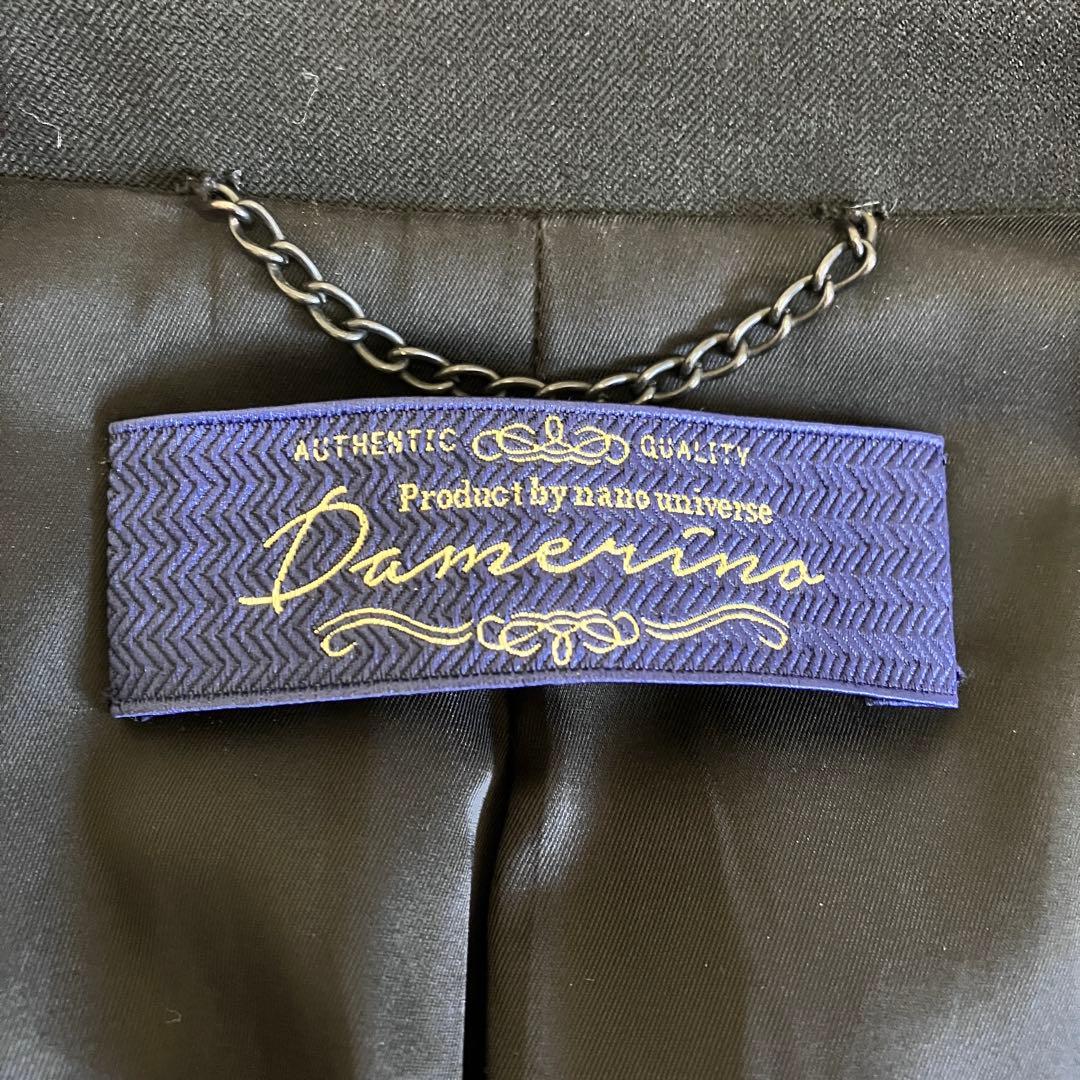 AUTHENTIC QUALITY
Product by nano universe
Damerino